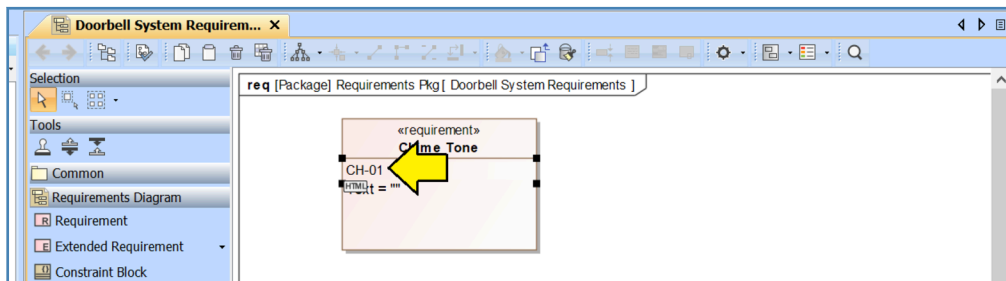 Doorbell System Requirem... X
Selection
req [Package] Requirements Pkg [ Doorbell System Requirements ]
Tools
«requirement»
Tone
Common
CH-01
HTML
= ""
Requirements Diagram
R Requirement
E Extended Requirement
Constraint Block